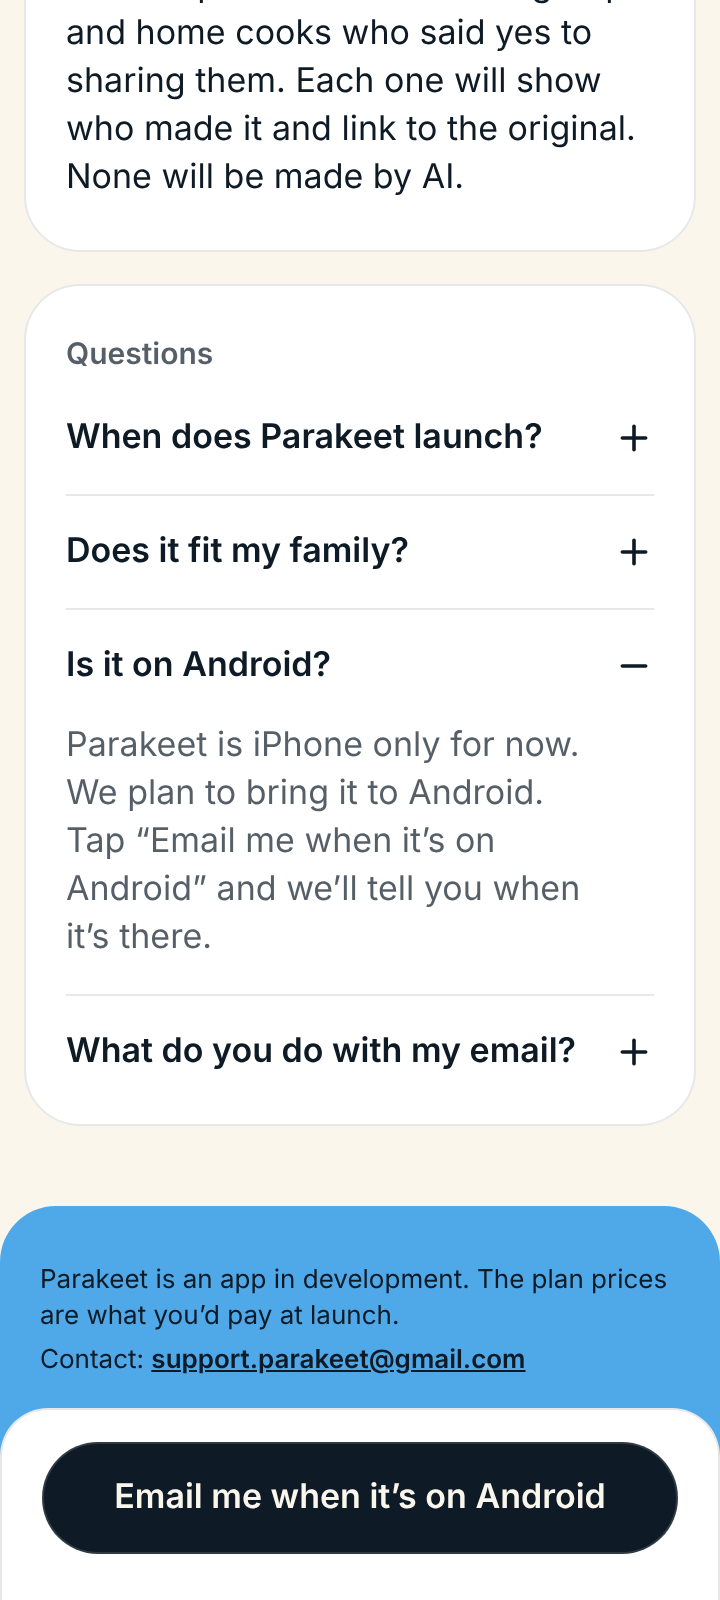 and home cooks who said yes to
sharing them. Each one will show
who made it and link to the original.
None will be made by AI.
Questions
When does Parakeet launch?
Does it fit my family?
Is it on Android?
Parakeet is iPhone only for now.
We plan to bring it to Android.
Tap “Email me when it’s on
Android” and we’ll tell you when
it’s there.
What do you do with my email?
Parakeet is an app in development. The plan prices
are what you’d pay at launch.
Contact: support.parakeet@gmail.com
Email me when it’s on Android